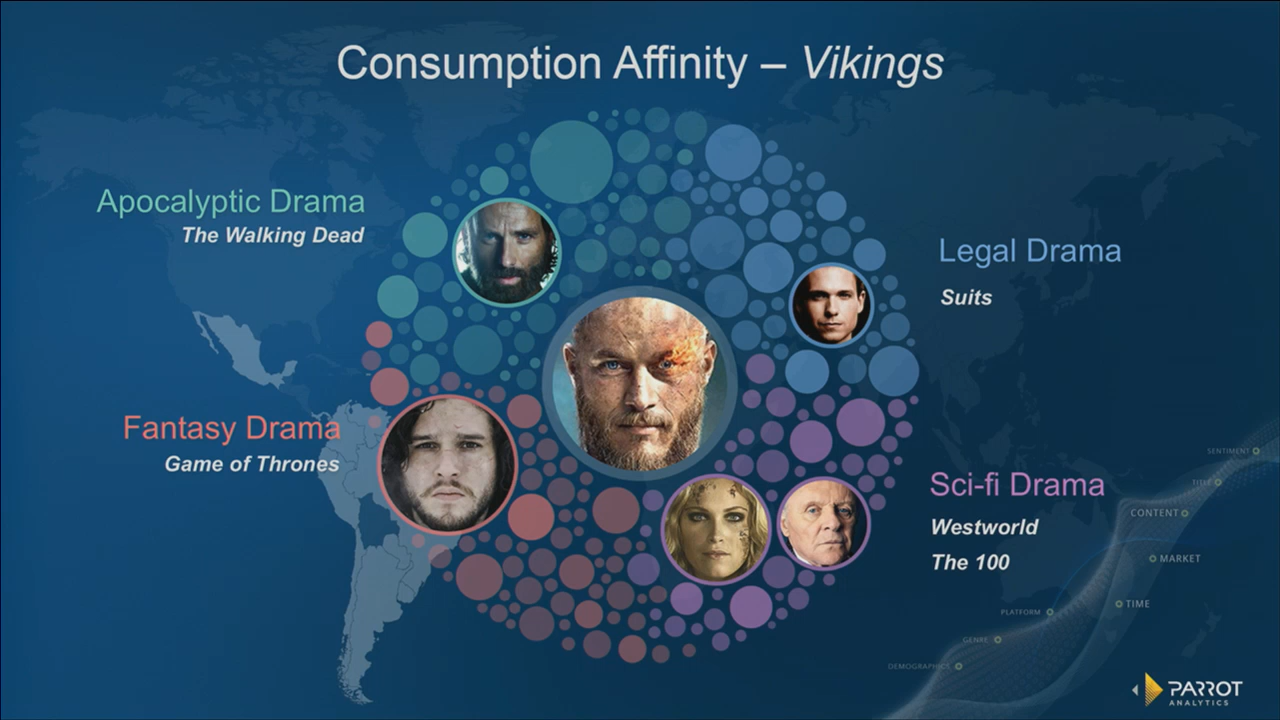 Consumption Affinity – Vikings
Apocalyptic Drama
The Walking Dead
Legal Drama
Suits
Fantasy Drama
Game of Thrones
Sci-fi Drama
Westworld
The 100
SENTIMENT
TITLE
CONTENT
MARKET
TIME
PLATFORM
GENRE
DEMOGRAPHICS
PARROT
ANALYTICS